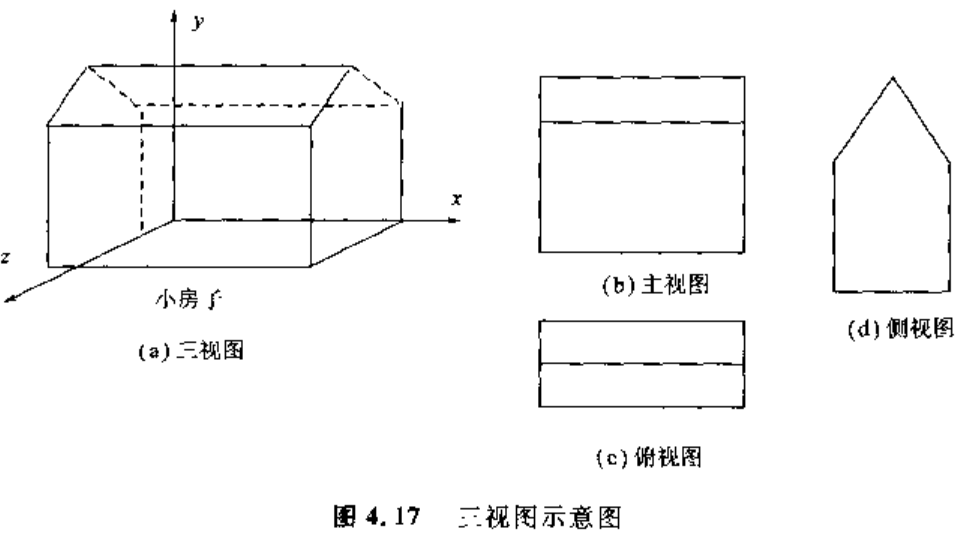 y
x
z
小房子
(a) 三视图
(b) 主视图
(c) 俯视图
(d) 侧视图
图 4.17 三视图示意图